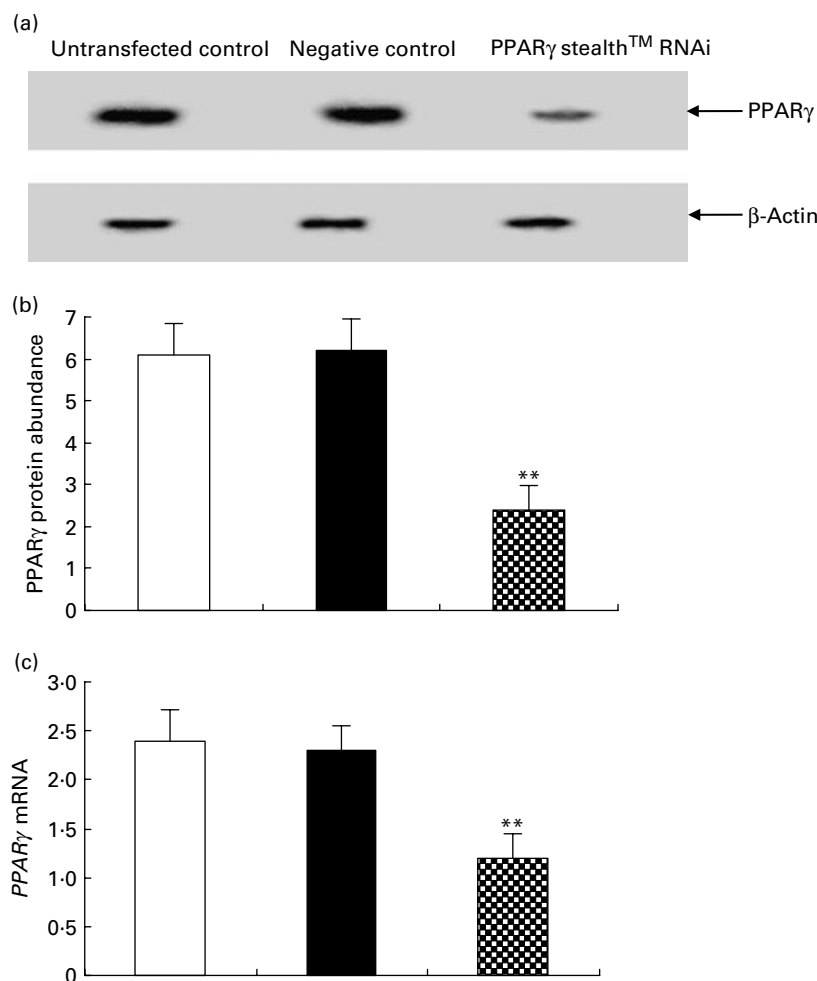 (a)
Untransfected control Negative control PPARγ stealth™ RNAi
PPARγ
β-Actin
(b)
7
6
5
4
3
2
1
0
PPARγ protein abundance
**
(c)
3·0
2·5
2·0
1·5
1·0
0·5
0
PPARγ mRNA
**